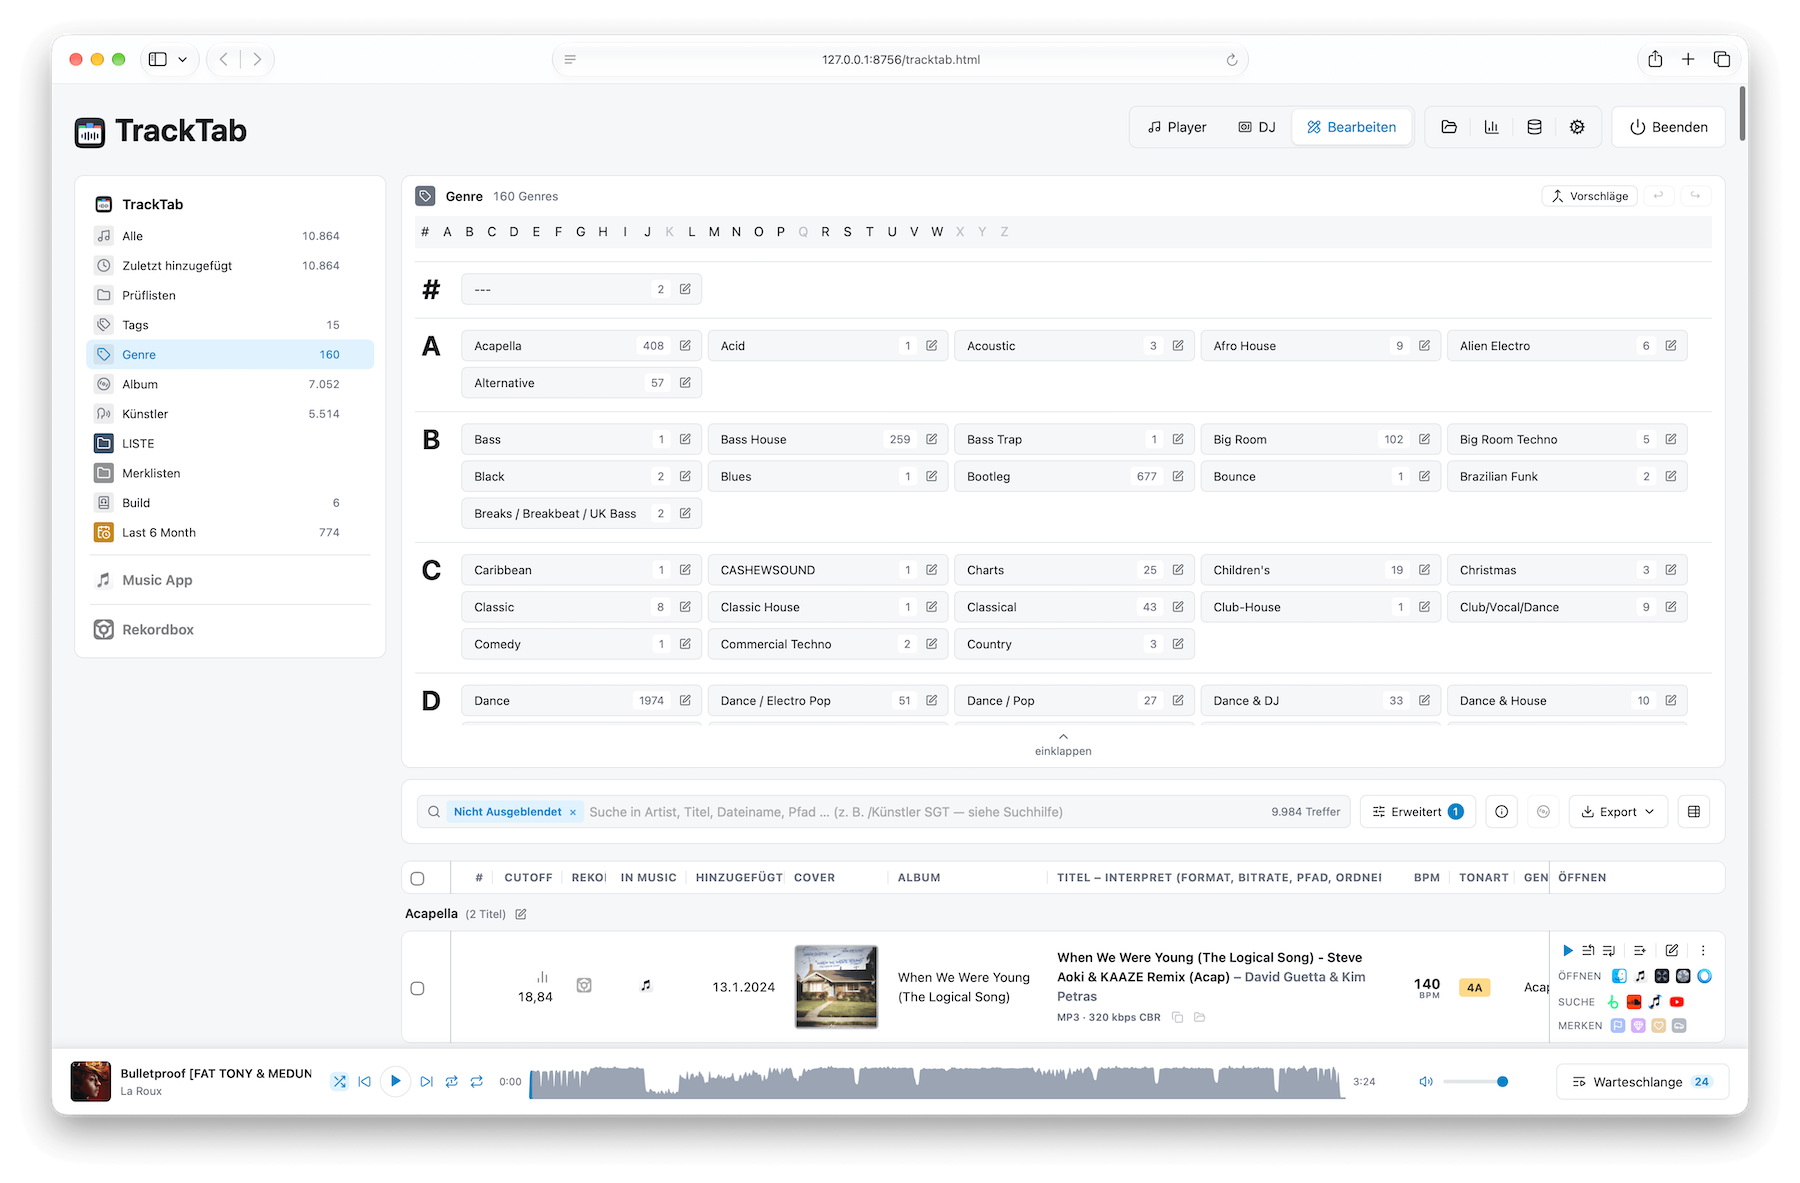 127.0.0.1:8756/tracktab.html
TrackTab
Player DJ Bearbeiten Beenden
TrackTab
Alle 10.864
Zuletzt hinzugefügt 10.864
Prüflisten
Tags 15
Genre 160
Album 7.052
Künstler 5.514
LISTE
Merklisten
Build 6
Last 6 Month 774
Music App
Rekordbox
Genre 160 Genres Vorschläge
# A B C D E F G H I J K L M N O P Q R S T U V W X Y Z
#
--- 2
A
Acapella 408 Acid 1 Acoustic 3 Afro House 9 Alien Electro 6
Alternative 57
B
Bass 1 Bass House 259 Bass Trap 1 Big Room 102 Big Room Techno 5
Black 2 Blues 1 Bootleg 677 Bounce 1 Brazilian Funk 2
Breaks / Breakbeat / UK Bass 2
C
Caribbean 1 CASHEWSOUND 1 Charts 25 Children's 19 Christmas 3
Classic 8 Classic House 1 Classical 43 Club-House 1 Club/Vocal/Dance 9
Comedy 1 Commercial Techno 2 Country 3
D
Dance 1974 Dance / Electro Pop 51 Dance / Pop 27 Dance & DJ 33 Dance & House 10
einklappen
Nicht Ausgeblendet × Suche in Artist, Titel, Dateiname, Pfad ... (z. B. /Künstler SGT — siehe Suchhilfe) 9.984 Treffer Erweitert 1 Export
# CUTOFF REKO IN MUSIC HINZUGEFÜGT COVER ALBUM TITEL – INTERPRET (FORMAT, BITRATE, PFAD, ORDNEI BPM TONART GEN ÖFFNEN
Acapella (2 Titel)
18,84 13.1.2024
When We Were Young
(The Logical Song)
When We Were Young (The Logical Song) - Steve
Aoki & KAAZE Remix (Acap) – David Guetta & Kim
Petras
MP3 · 320 kbps CBR
140
BPM
4A
Acap
ÖFFNEN
SUCHE
MERKEN
Bulletproof [FAT TONY & MEDUN
La Roux
0:00 3:24
Warteschlange 24